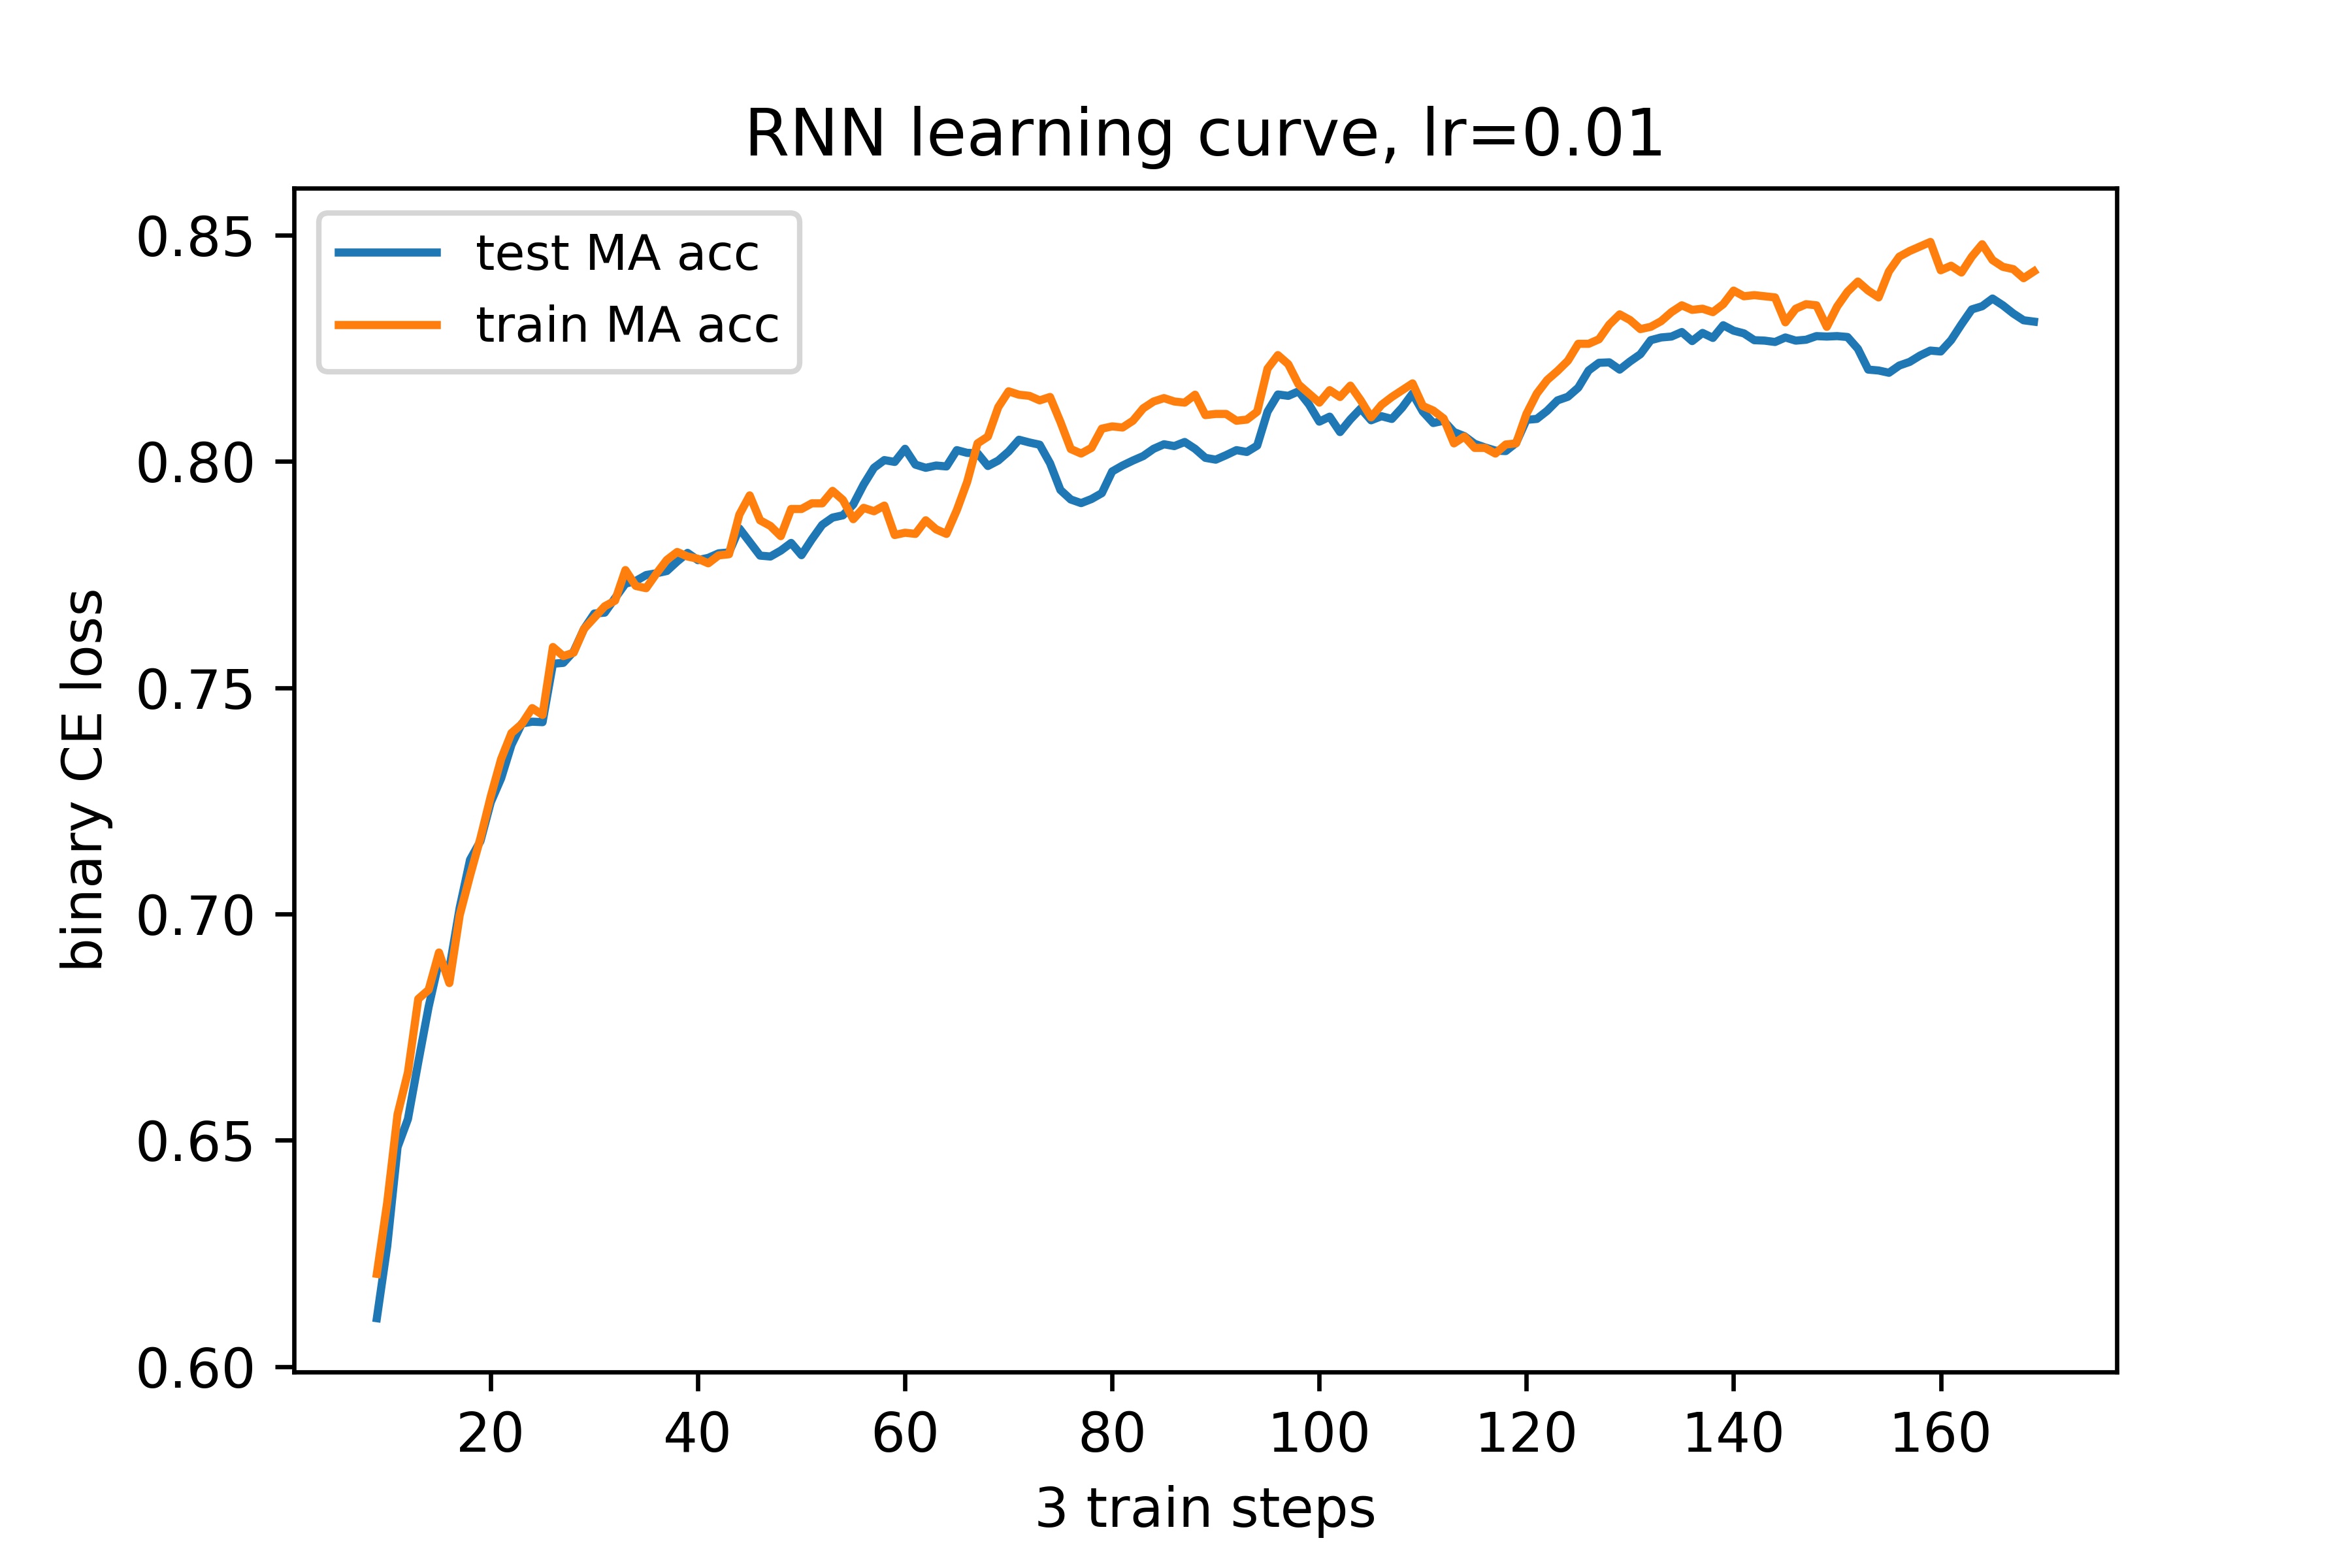 RNN learning curve, lr=0.01
test MA acc
train MA acc
binary CE loss
0.85
0.80
0.75
0.70
0.65
0.60
20 40 60 80 100 120 140 160
3 train steps